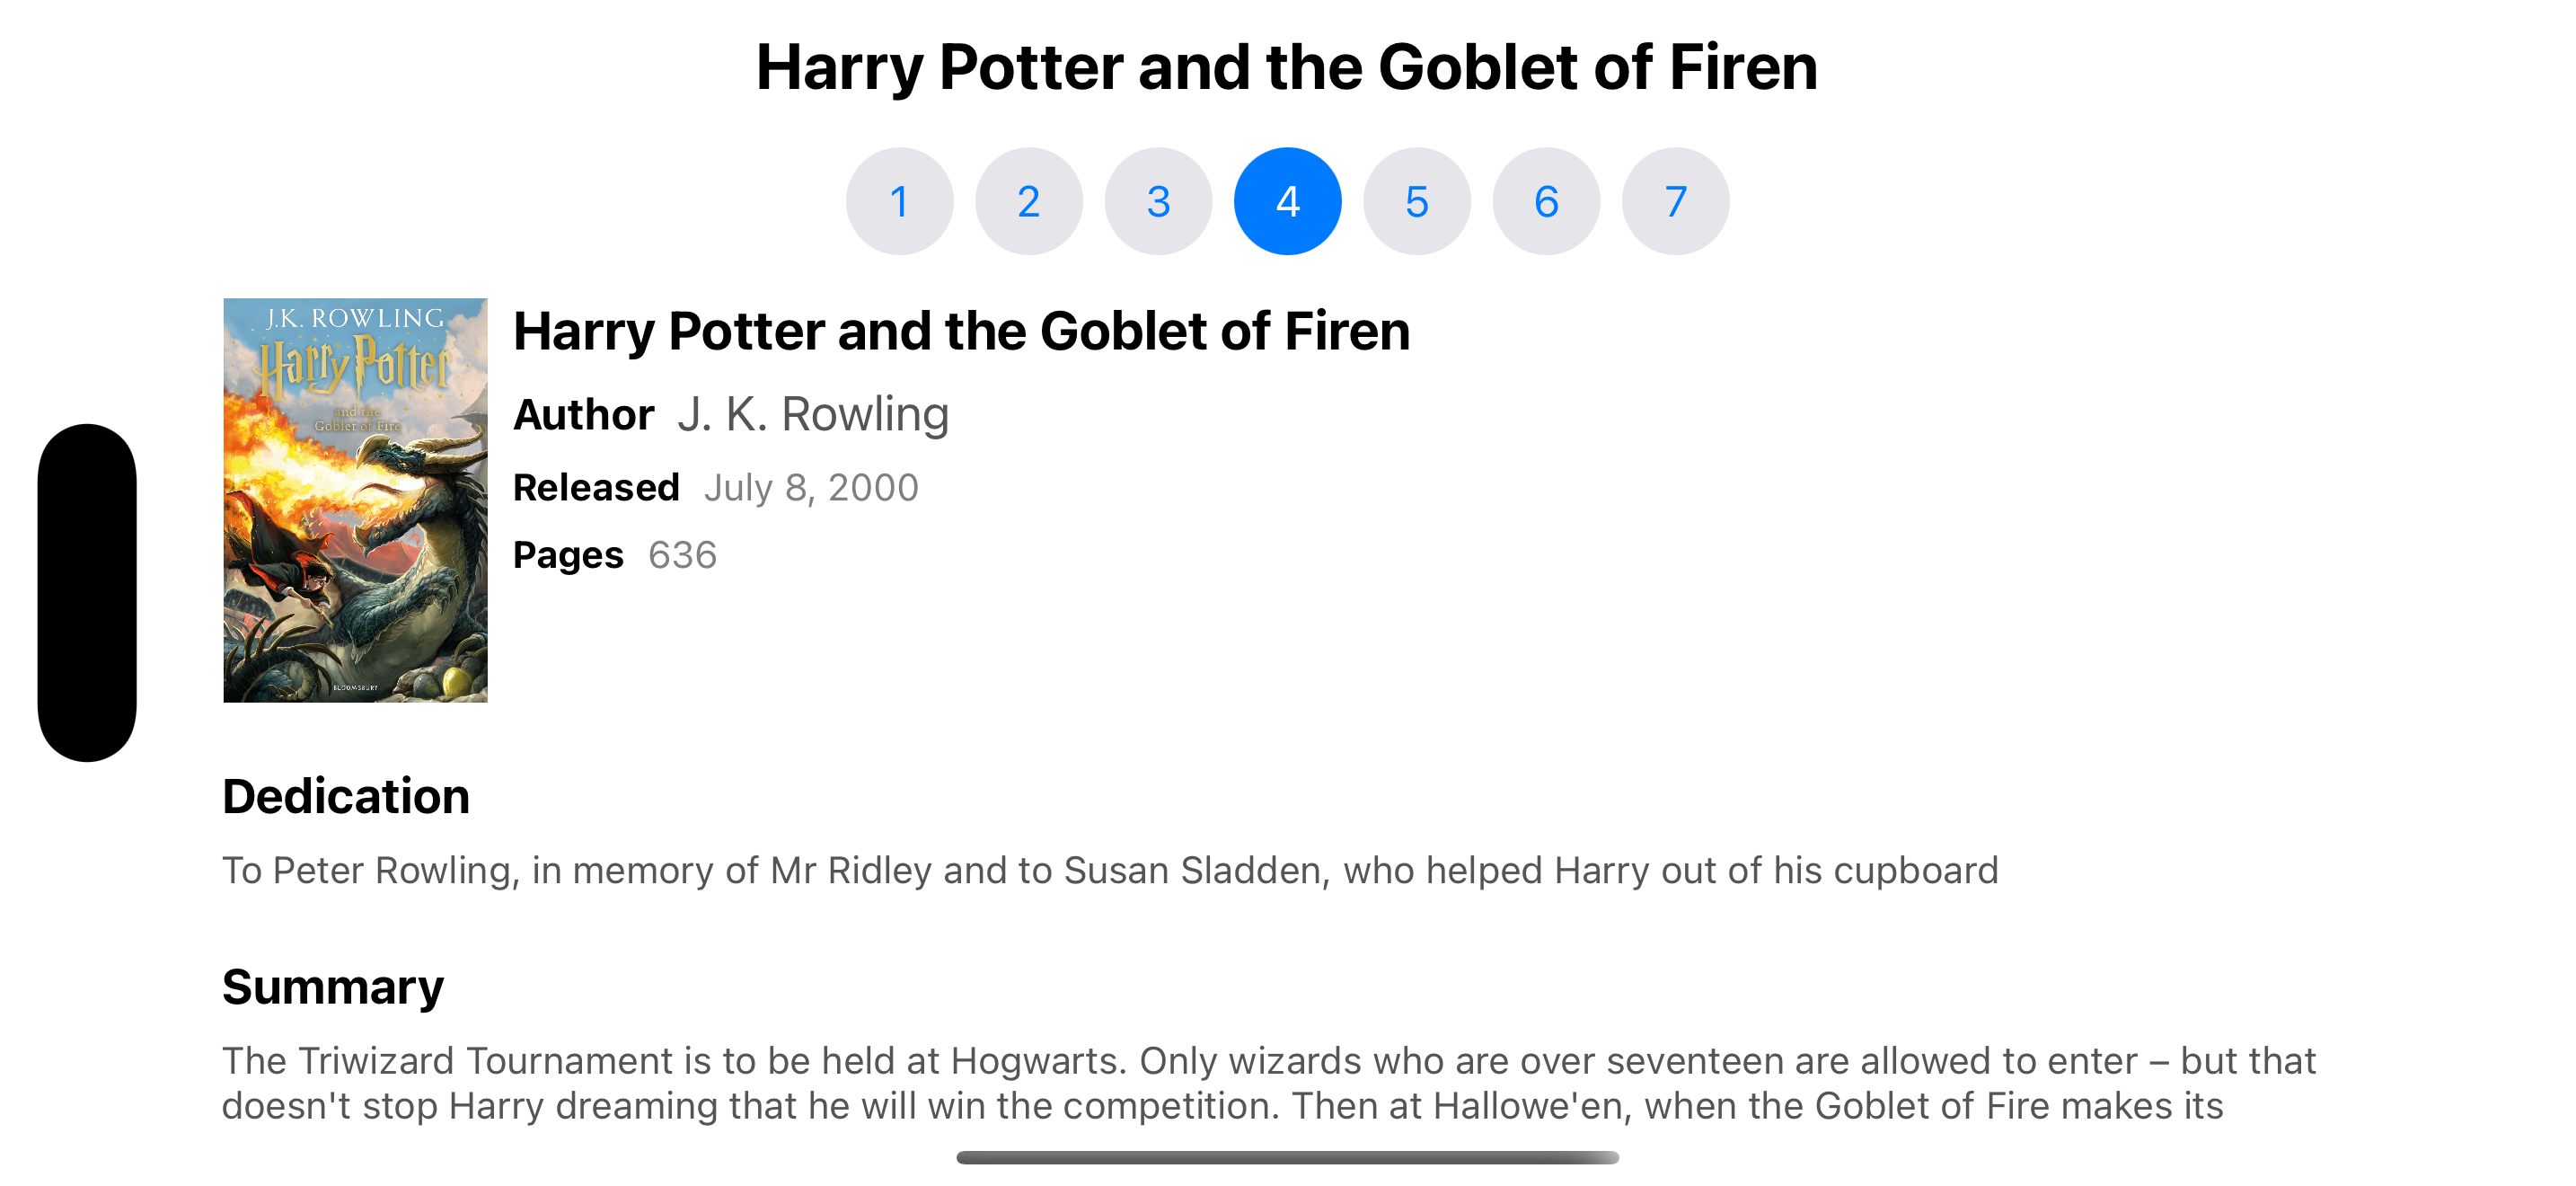 Harry Potter and the Goblet of Firen
1 2 3 4 5 6 7
J.K. ROWLING
Harry Potter
and the
Goblet of Fire
BLOOMSBURY
Harry Potter and the Goblet of Firen
Author J. K. Rowling
Released July 8, 2000
Pages 636
Dedication
To Peter Rowling, in memory of Mr Ridley and to Susan Sladden, who helped Harry out of his cupboard
Summary
The Triwizard Tournament is to be held at Hogwarts. Only wizards who are over seventeen are allowed to enter – but that
doesn't stop Harry dreaming that he will win the competition. Then at Hallowe'en, when the Goblet of Fire makes its